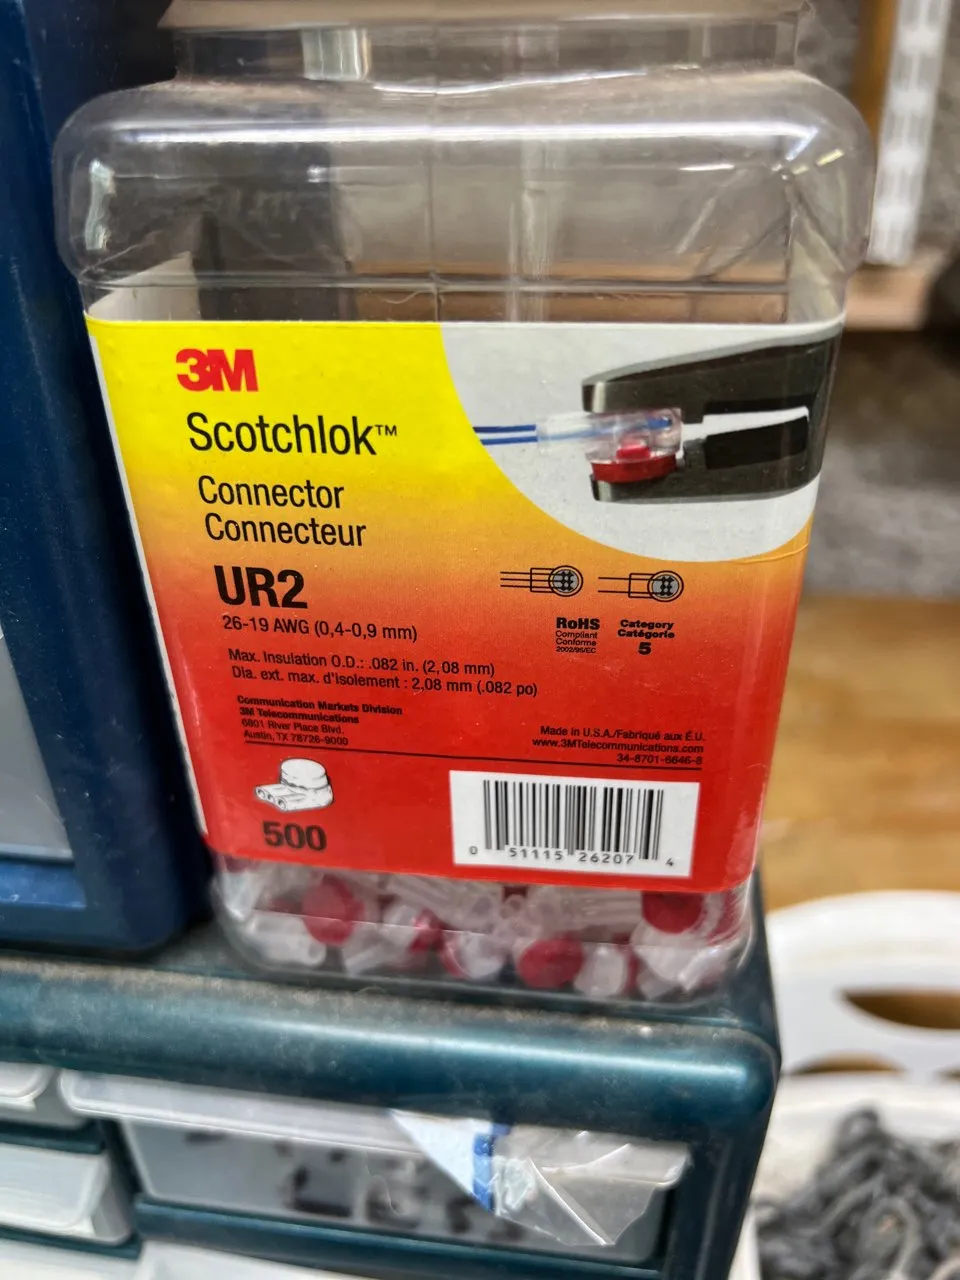 3M
Scotchlok™
Connector
Connecteur
UR2
26-19 AWG (0,4-0,9 mm)
Max. Insulation O.D.: .082 in. (2,08 mm)
Dia. ext. max. d'isolement : 2,08 mm (.082 po)
RoHS
Compliant
Conforme
2002/95/EC
Category
Catégorie
5
Communication Markets Division
3M Telecommunications
6801 River Place Blvd.
Austin, TX 78726-9000
Made in U.S.A./Fabriqué aux É.U.
www.3MTelecommunications.com
34-8701-6646-8
500
0 51115 26207 4